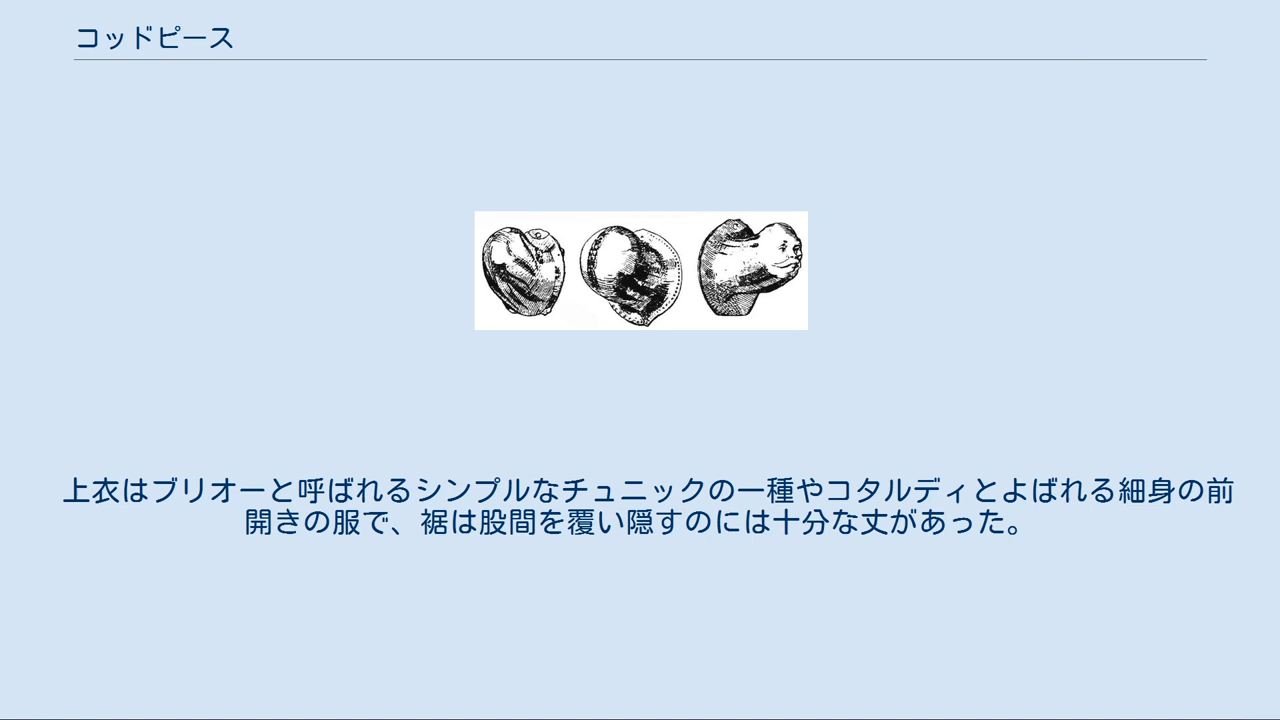 コッドピース
上衣はブリオーと呼ばれるシンプルなチュニックの一種やコタルディとよばれる細身の前
開きの服で、裾は股間を覆い隠すのには十分な丈があった。